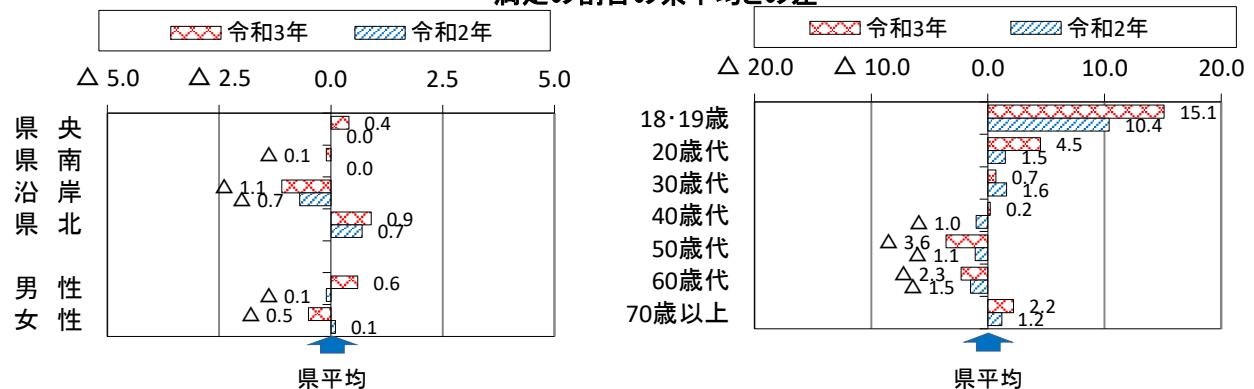 令和3年 令和2年
△ 5.0 △ 2.5 0.0 2.5 5.0
県 央 0.4 0.0
県 南 △ 0.1 0.0
沿 岸 △ 1.1 △ 0.7
県 北 0.9 0.7
男 性 0.6 △ 0.1
女 性 △ 0.5 0.1
県平均
令和3年 令和2年
△ 20.0 △ 10.0 0.0 10.0 20.0
18・19歳 15.1 10.4
20歳代 4.5 1.5
30歳代 0.7 1.6
40歳代 0.2 △ 1.0
50歳代 △ 3.6 △ 1.1
60歳代 △ 2.3 △ 1.5
70歳以上 2.2 1.2
県平均